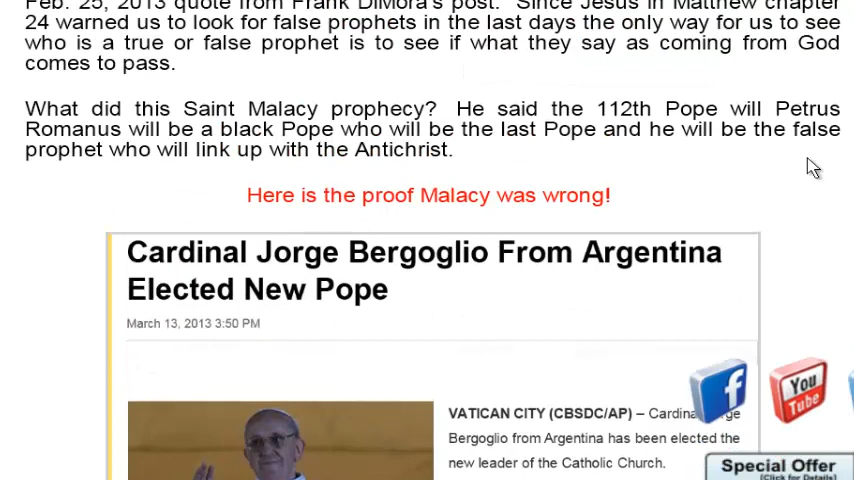 Feb. 25, 2013 quote from Frank DiMora's post. Since Jesus in Matthew chapter
24 warned us to look for false prophets in the last days the only way for us to see
who is a true or false prophet is to see if what they say as coming from God
comes to pass.
What did this Saint Malacy prophecy? He said the 112th Pope will Petrus
Romanus will be a black Pope who will be the last Pope and he will be the false
prophet who will link up with the Antichrist.
Here is the proof Malacy was wrong!
Cardinal Jorge Bergoglio From Argentina
Elected New Pope
March 13, 2013 3:50 PM
VATICAN CITY (CBSDC/AP) – Cardina ge
Bergoglio from Argentina has been elected the
new leader of the Catholic Church.
f
You
Tube
Special Offer
[Click for Details]